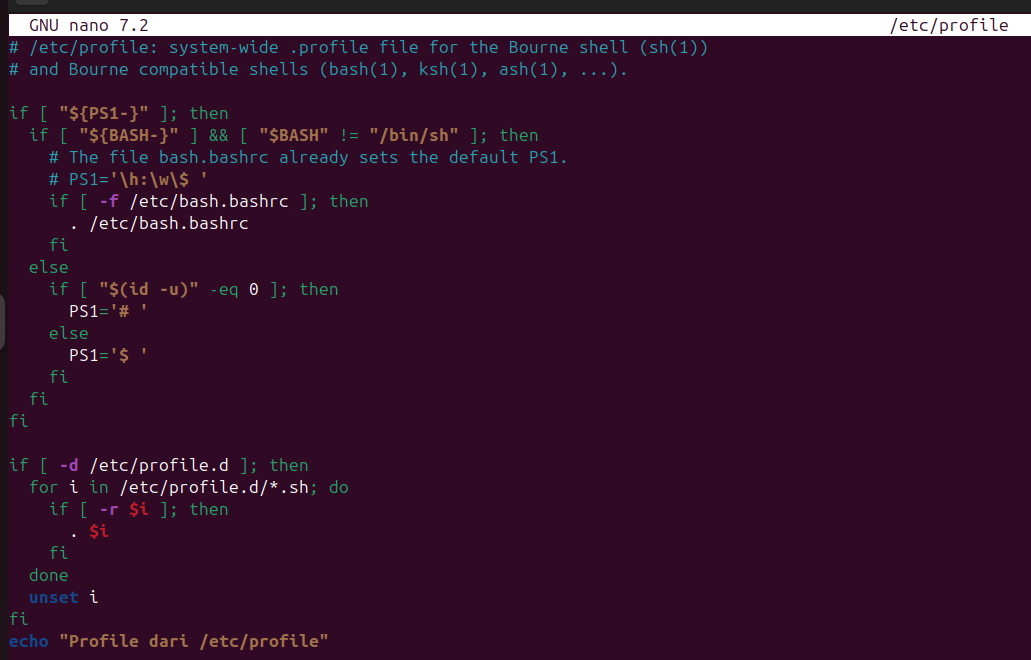 GNU nano 7.2 /etc/profile
# /etc/profile: system-wide .profile file for the Bourne shell (sh(1))
# and Bourne compatible shells (bash(1), ksh(1), ash(1), ...).

if [ "${PS1-}" ]; then
  if [ "${BASH-}" ] && [ "$BASH" != "/bin/sh" ]; then
    # The file bash.bashrc already sets the default PS1.
    # PS1='\h:\w\$ '
    if [ -f /etc/bash.bashrc ]; then
      . /etc/bash.bashrc
    fi
  else
    if [ "$(id -u)" -eq 0 ]; then
      PS1='# '
    else
      PS1='$ '
    fi
  fi
fi

if [ -d /etc/profile.d ]; then
  for i in /etc/profile.d/*.sh; do
    if [ -r $i ]; then
      . $i
    fi
  done
  unset i
fi
echo "Profile dari /etc/profile"